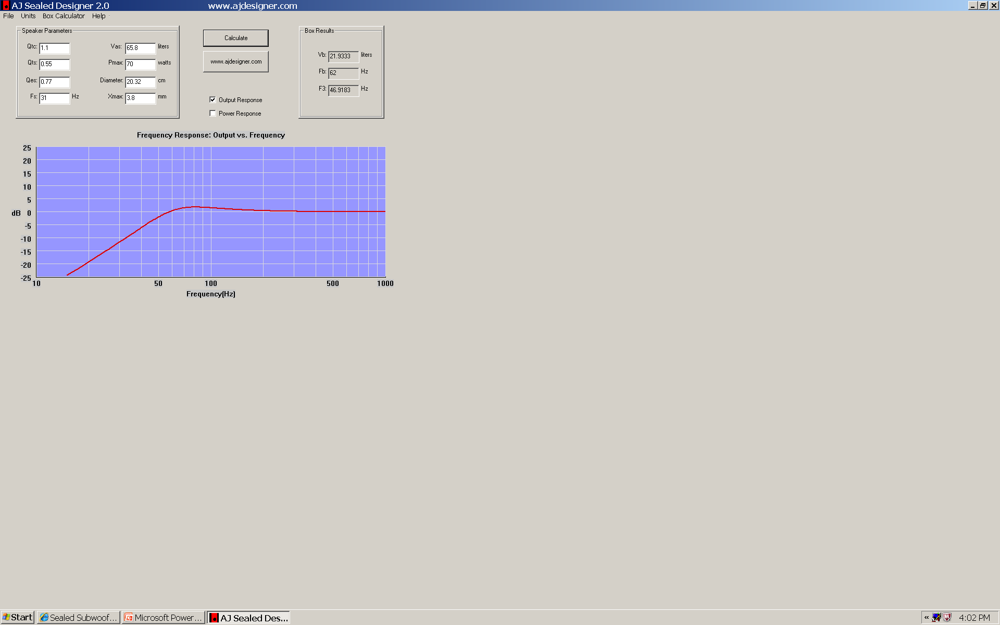 AJ Sealed Designer 2.0 www.ajdesigner.com
File Units Box Calculator Help
Speaker Parameters
Qtc: 1.1 Vas: 65.8 liters
Qts: 0.55 Pmax: 70 watts
Qes: 0.77 Diameter: 20.32 cm
Fs: 31 Hz Xmax: 3.8 mm
Calculate
www.ajdesigner.com
Output Response
Power Response
Box Results
Vb: 21.9333 liters
Fb: 62 Hz
F3: 46.9183 Hz
Frequency Response: Output vs. Frequency
25
20
15
10
5
dB 0
-5
-10
-15
-20
-25
10 50 100 500 1000
Frequency(Hz)
Start Sealed Subwoof... Microsoft Power... AJ Sealed Des... « 4:02 PM